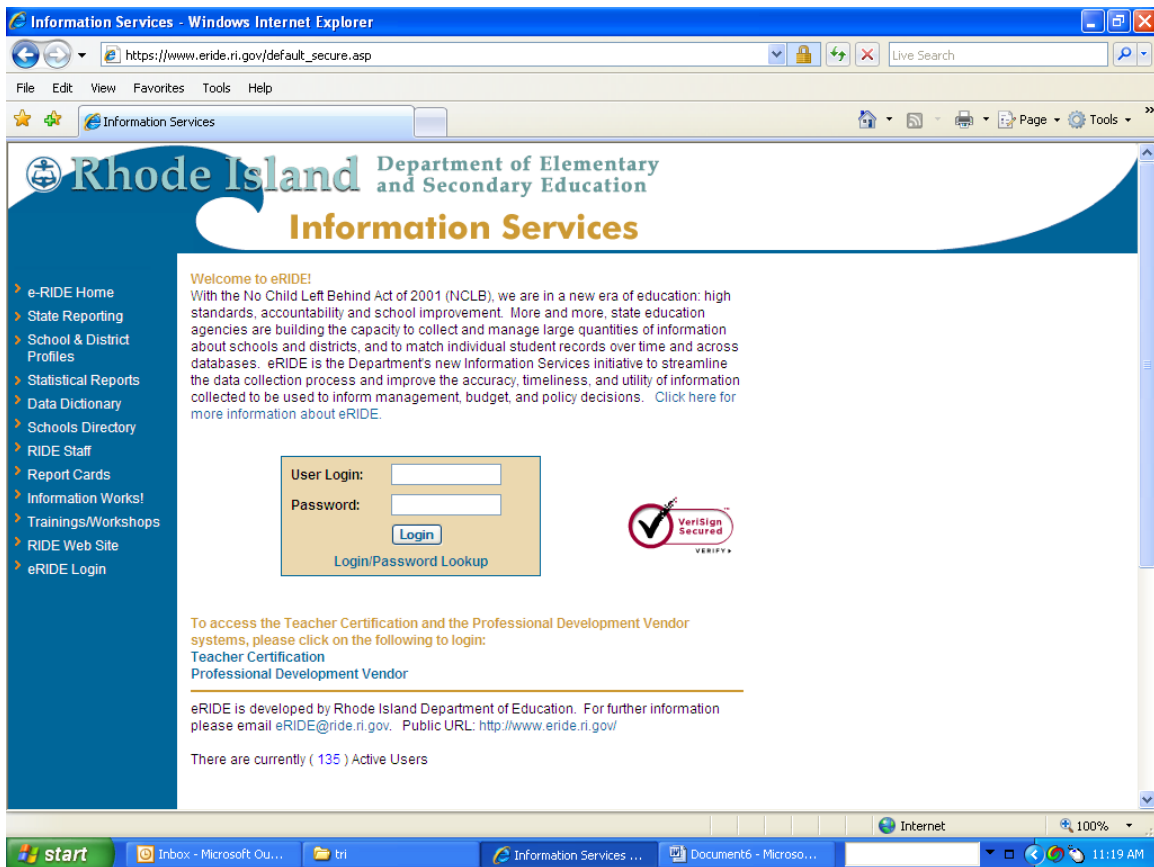 Information Services - Windows Internet Explorer
https://www.eride.ri.gov/default_secure.asp
Live Search
File Edit View Favorites Tools Help
Information Services
Page Tools
Rhode Island Department of Elementary
and Secondary Education
Information Services
e-RIDE Home
State Reporting
School & District
Profiles
Statistical Reports
Data Dictionary
Schools Directory
RIDE Staff
Report Cards
Information Works!
Trainings/Workshops
RIDE Web Site
eRIDE Login
Welcome to eRIDE!
With the No Child Left Behind Act of 2001 (NCLB), we are in a new era of education: high
standards, accountability and school improvement. More and more, state education
agencies are building the capacity to collect and manage large quantities of information
about schools and districts, and to match individual student records over time and across
databases. eRIDE is the Department's new Information Services initiative to streamline
the data collection process and improve the accuracy, timeliness, and utility of information
collected to be used to inform management, budget, and policy decisions. Click here for
more information about eRIDE.
User Login:
Password:
Login
Login/Password Lookup
VeriSign
Secured
VERIFY
To access the Teacher Certification and the Professional Development Vendor
systems, please click on the following to login:
Teacher Certification
Professional Development Vendor
eRIDE is developed by Rhode Island Department of Education. For further information
please email eRIDE@ride.ri.gov. Public URL: http://www.eride.ri.gov/
There are currently ( 135 ) Active Users
Internet 100%
start Inbox - Microsoft Ou... tri Information Services ... Document6 - Microso... 11:19 AM